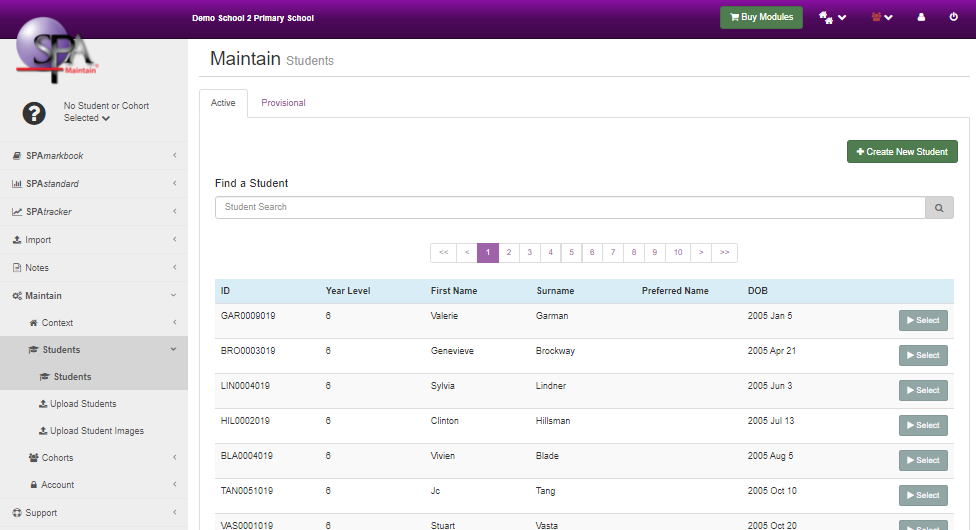 Demo School 2 Primary School
Buy Modules
SPA
Maintain
No Student or Cohort
Selected
SPAmarkbook
SPAstandard
SPAtracker
Import
Notes
Maintain
Context
Students
Students
Upload Students
Upload Student Images
Cohorts
Account
Support
Maintain Students
Active Provisional
Create New Student
Find a Student
Student Search
<< < 1 2 3 4 5 6 7 8 9 10 > >>
ID Year Level First Name Surname Preferred Name DOB
GAR0009019 6 Valerie Garman 2005 Jan 5 Select
BRO0003019 6 Genevieve Brockway 2005 Apr 21 Select
LIN0004019 6 Sylvia Lindner 2005 Jun 3 Select
HIL0002019 6 Clinton Hillsman 2005 Jul 13 Select
BLA0004019 6 Vivien Blade 2005 Aug 5 Select
TAN0051019 6 Jc Tang 2005 Oct 10 Select
VAS0001019 6 Stuart Vasta 2005 Oct 20 Select